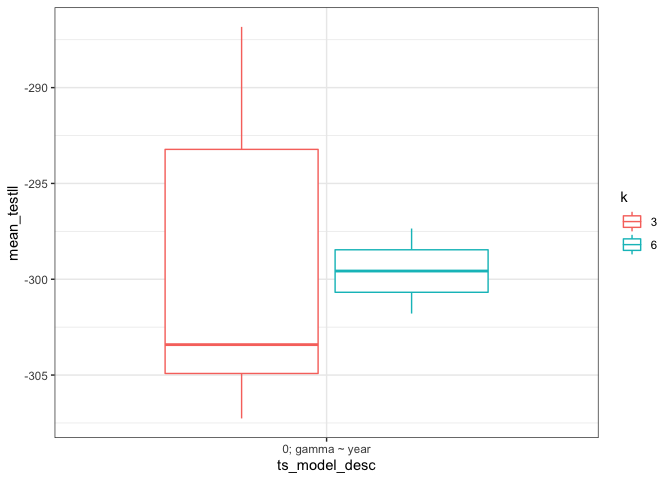 mean_testll
-290
-295
-300
-305
0; gamma ~ year
ts_model_desc
k
3
6